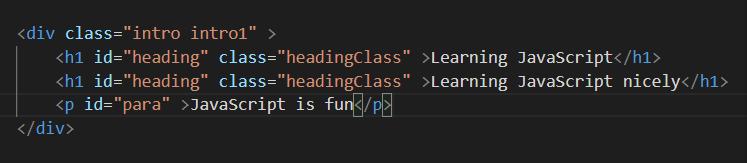 <div class="intro intro1" >
    <h1 id="heading" class="headingClass" >Learning JavaScript</h1>
    <h1 id="heading" class="headingClass" >Learning JavaScript nicely</h1>
    <p id="para" >JavaScript is fun</p>
</div>